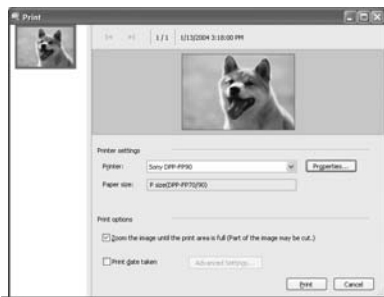 Print
1/1 1/13/2004 3:18:00 PM
Printer settings
Printer: Sony DPP-FP90 Properties...
Paper size: P size(DPP-FP70/90)
Print options
Zoom the image until the print area is full (Part of the image may be cut.)
Print date taken Advanced Settings...
Print Cancel